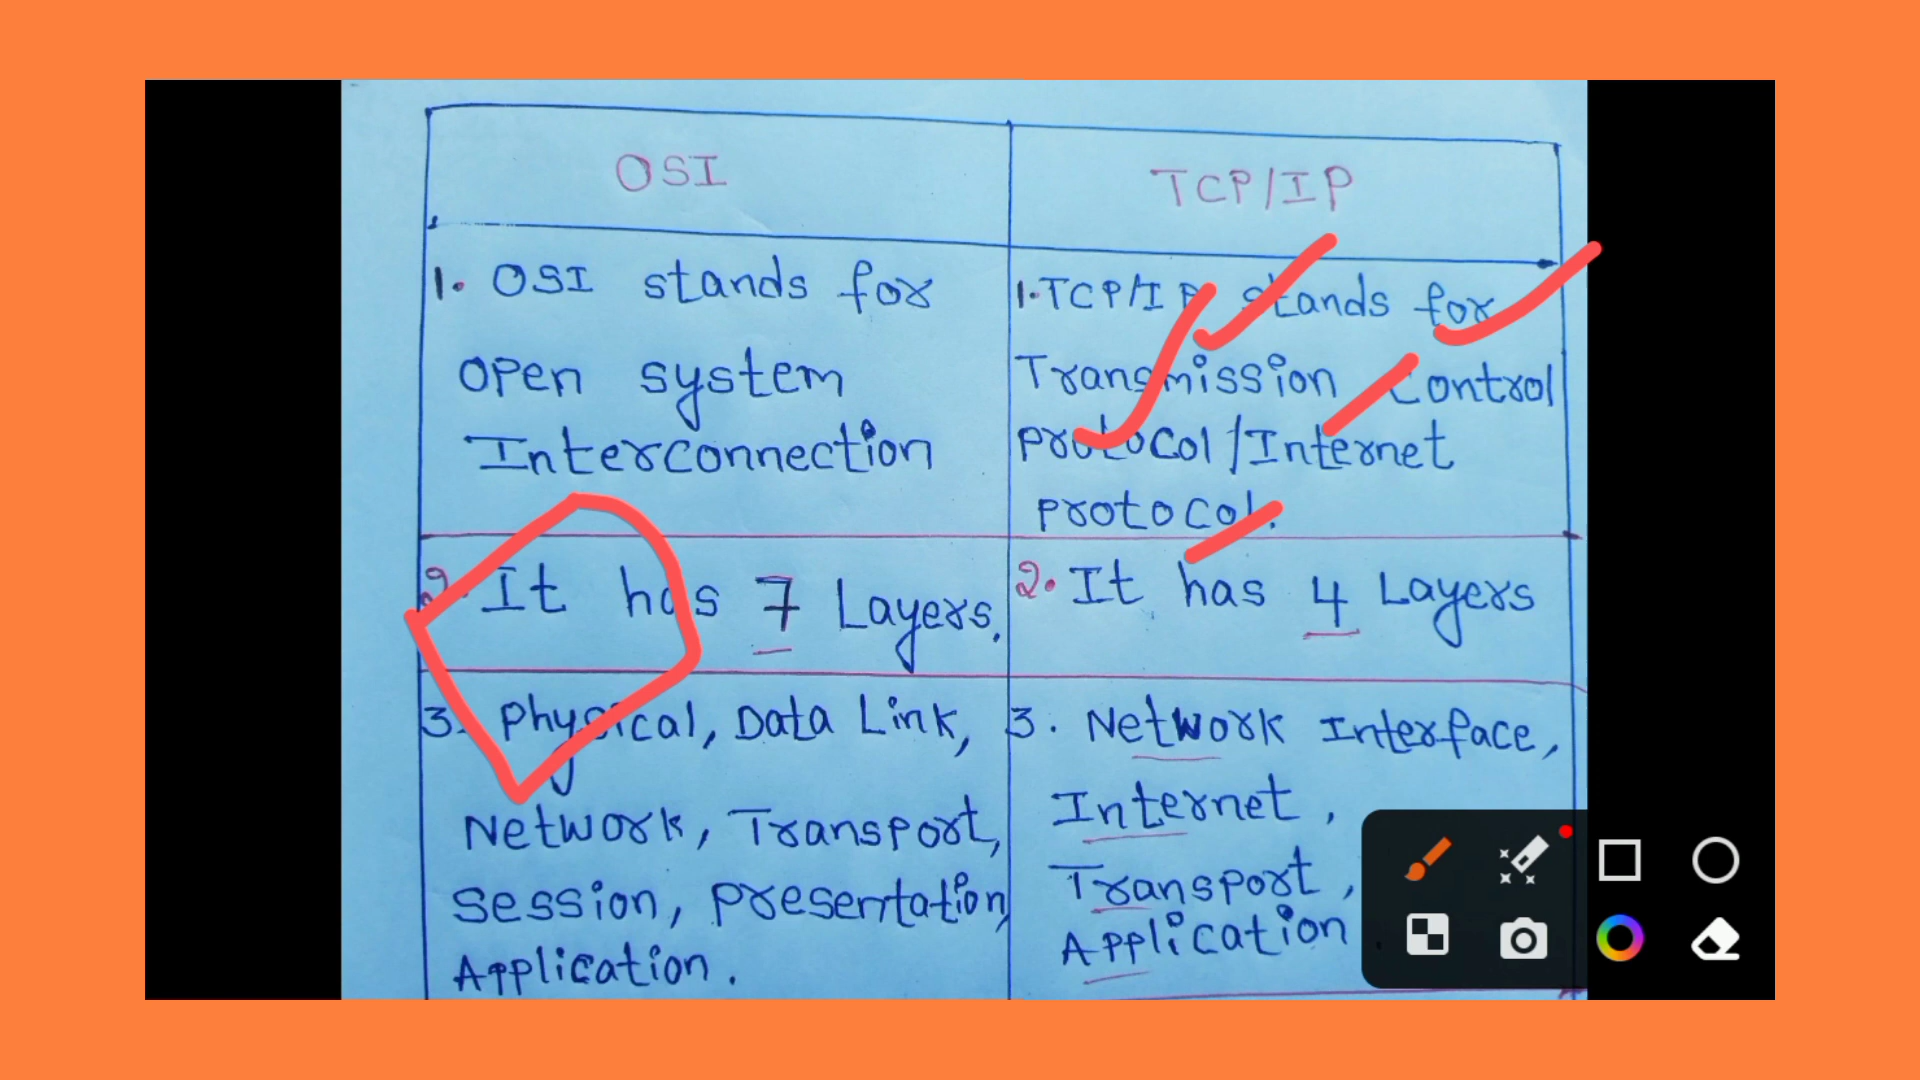 OSI
TCP/IP
1. OSI stands for
Open system
Interconnection
1. TCP/IP stands for
Transmission Control
Protocol/Internet
Protocol.
2. It has 7 Layers.
2. It has 4 Layers
3. Physical, Data Link,
Network, Transport,
Session, Presentation,
Application.
3. Network Interface,
Internet,
Transport,
Application